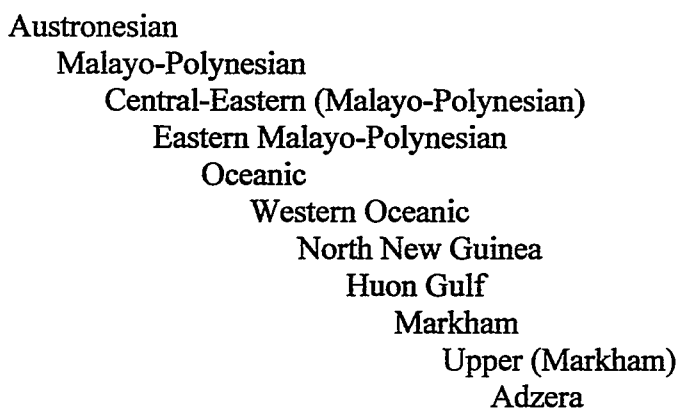 Austronesian
Malayo-Polynesian
Central-Eastern (Malayo-Polynesian)
Eastern Malayo-Polynesian
Oceanic
Western Oceanic
North New Guinea
Huon Gulf
Markham
Upper (Markham)
Adzera